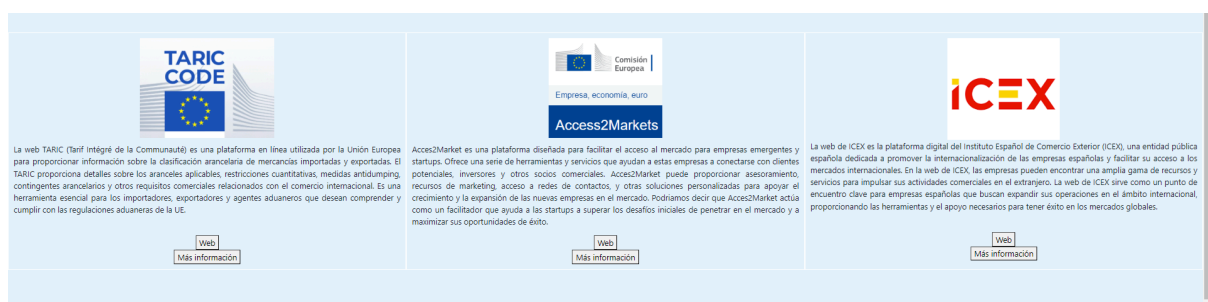 TARIC
CODE
La web TARIC (Tarif Intégré de la Communauté) es una plataforma en línea utilizada por la Unión Europea
para proporcionar información sobre la clasificación arancelaria de mercancías importadas y exportadas. El
TARIC proporciona detalles sobre los aranceles aplicables, restricciones cuantitativas, medidas antidumping,
contingentes arancelarios y otros requisitos comerciales relacionados con el comercio internacional. Es una
herramienta esencial para los importadores, exportadores y agentes aduaneros que desean comprender y
cumplir con las regulaciones aduaneras de la UE.
Web
Más información
Comisión
Europea
Empresa, economía, euro
Access2Markets
Acces2Market es una plataforma diseñada para facilitar el acceso al mercado para empresas emergentes y
startups. Ofrece una serie de herramientas y servicios que ayudan a estas empresas a conectarse con clientes
potenciales, inversores y otros socios comerciales. Acces2Market puede proporcionar asesoramiento,
recursos de marketing, acceso a redes de contactos, y otras soluciones personalizadas para apoyar el
crecimiento y la expansión de las nuevas empresas en el mercado. Podriamos decir que Acces2Market actúa
como un facilitador que ayuda a las startups a superar los desafíos iniciales de penetrar en el mercado y a
maximizar sus oportunidades de éxito.
Web
Más información
icex
La web de ICEX es la plataforma digital del Instituto Español de Comercio Exterior (ICEX), una entidad pública
española dedicada a promover la internacionalización de las empresas españolas y facilitar su acceso a los
mercados internacionales. En la web de ICEX, las empresas pueden encontrar una amplia gama de recursos y
servicios para impulsar sus actividades comerciales en el extranjero. La web de ICEX sirve como un punto de
encuentro clave para empresas españolas que buscan expandir sus operaciones en el ámbito internacional,
proporcionando las herramientas y el apoyo necesarios para tener éxito en los mercados globales.
Web
Más información